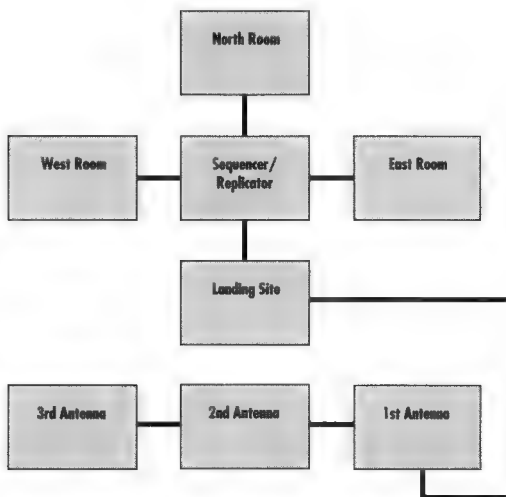 North Room
West Room
Sequencer/
Replicator
East Room
Landing Site
3rd Antenna
2nd Antenna
1st Antenna